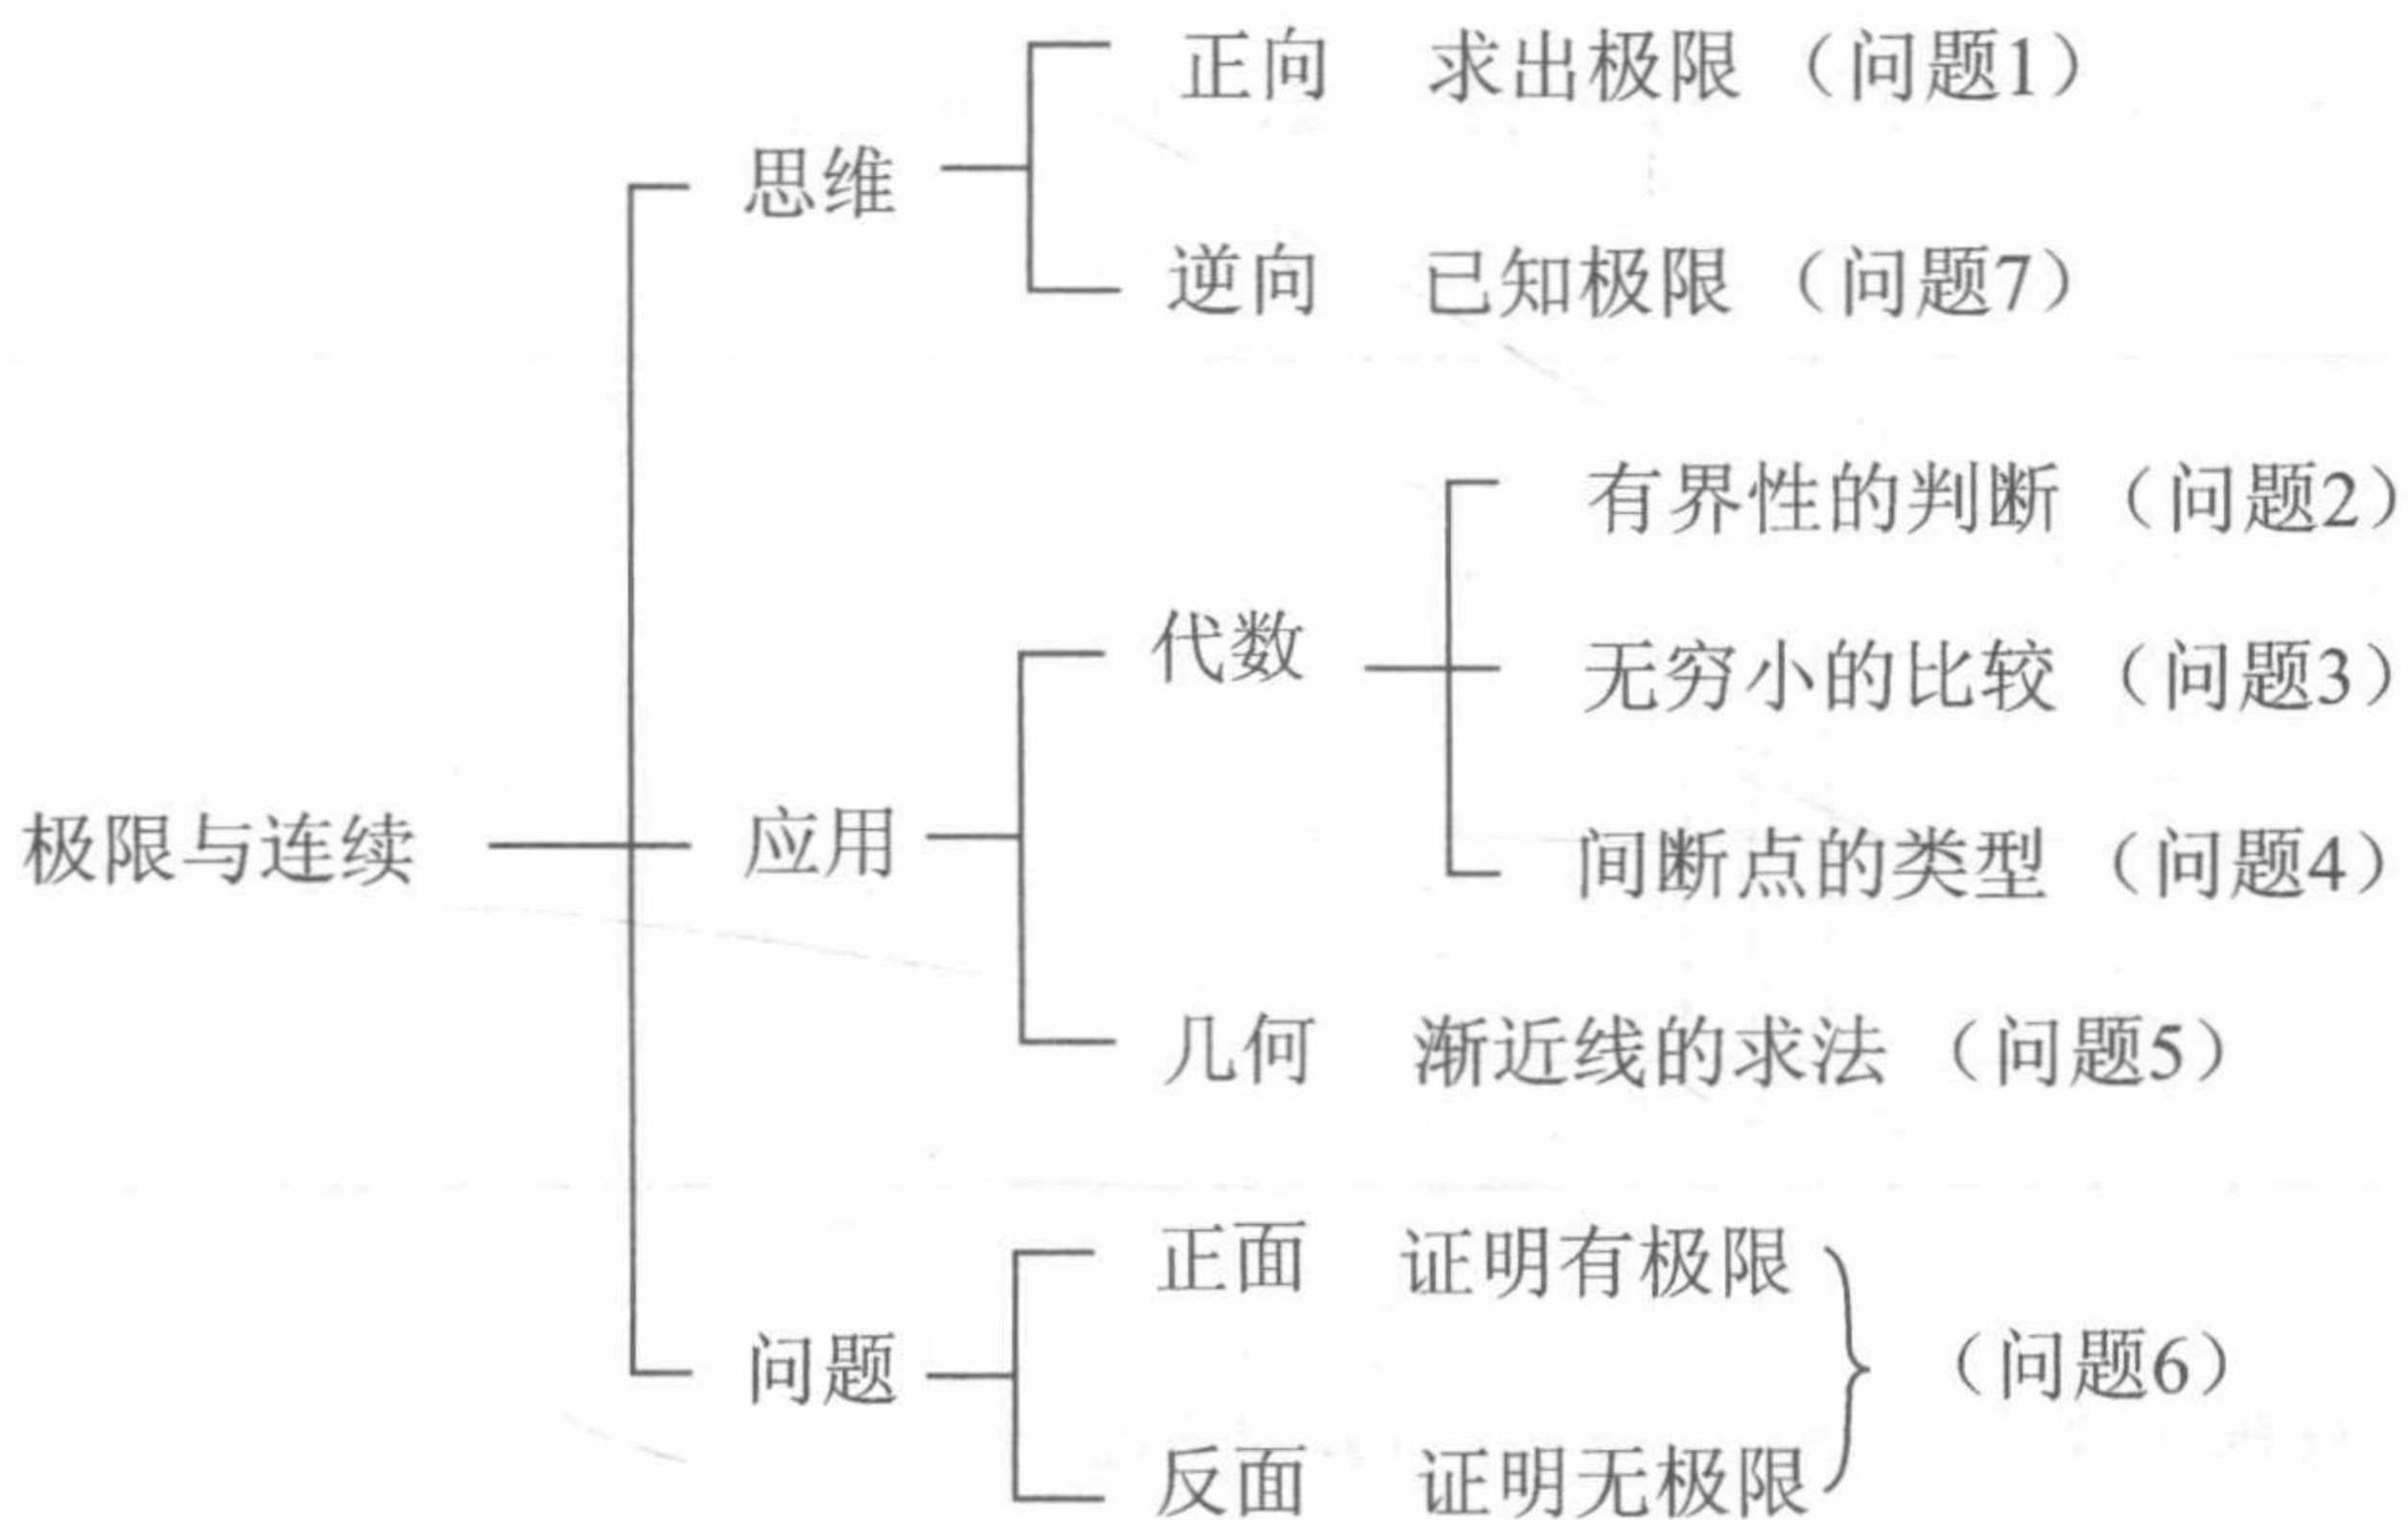 正向 求出极限（问题1）
思维
逆向 已知极限（问题7）
有界性的判断（问题2）
代数
无穷小的比较（问题3）
极限与连续
应用
间断点的类型（问题4）
几何 渐近线的求法（问题5）
正面 证明有极限
问题
（问题6）
反面 证明无极限